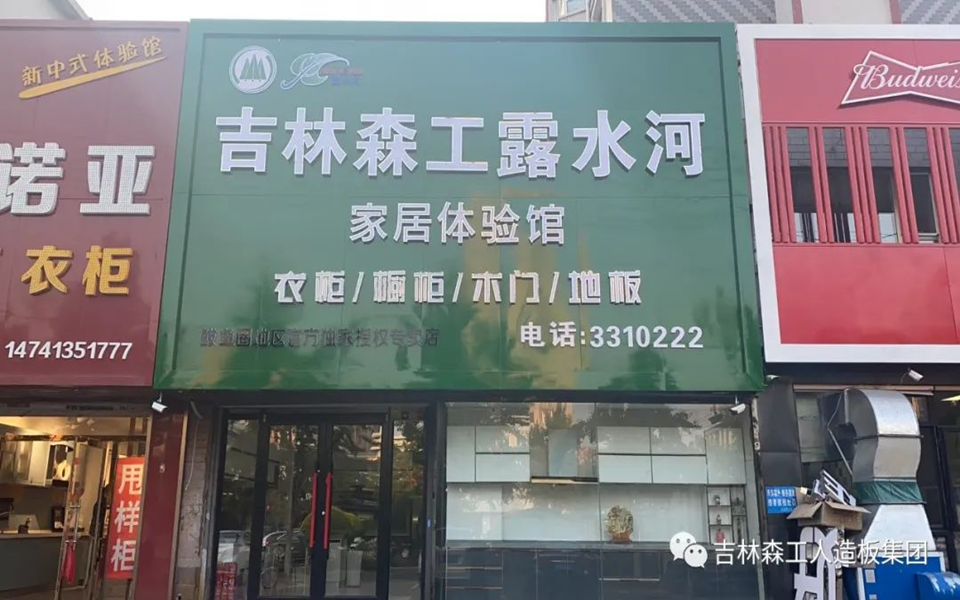 新中式体验馆
诺亚
衣柜
14741351777
甩样柜
吉林森工露水河
家居体验馆
衣柜/橱柜/木门/地板
电话:3310222
Budweis
吉林森工人造板集团